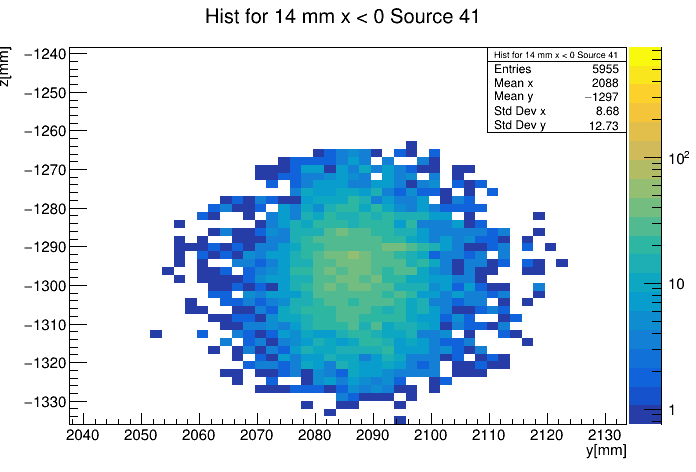 Hist for 14 mm x < 0 Source 41
z[mm]
Hist for 14 mm x < 0 Source 41
Entries 5955
Mean x 2088
Mean y −1297
Std Dev x 8.68
Std Dev y 12.73
−1240
−1250
−1260
−1270
−1280
−1290
−1300
−1310
−1320
−1330
2040 2050 2060 2070 2080 2090 2100 2110 2120 2130
y[mm]
10²
10
1